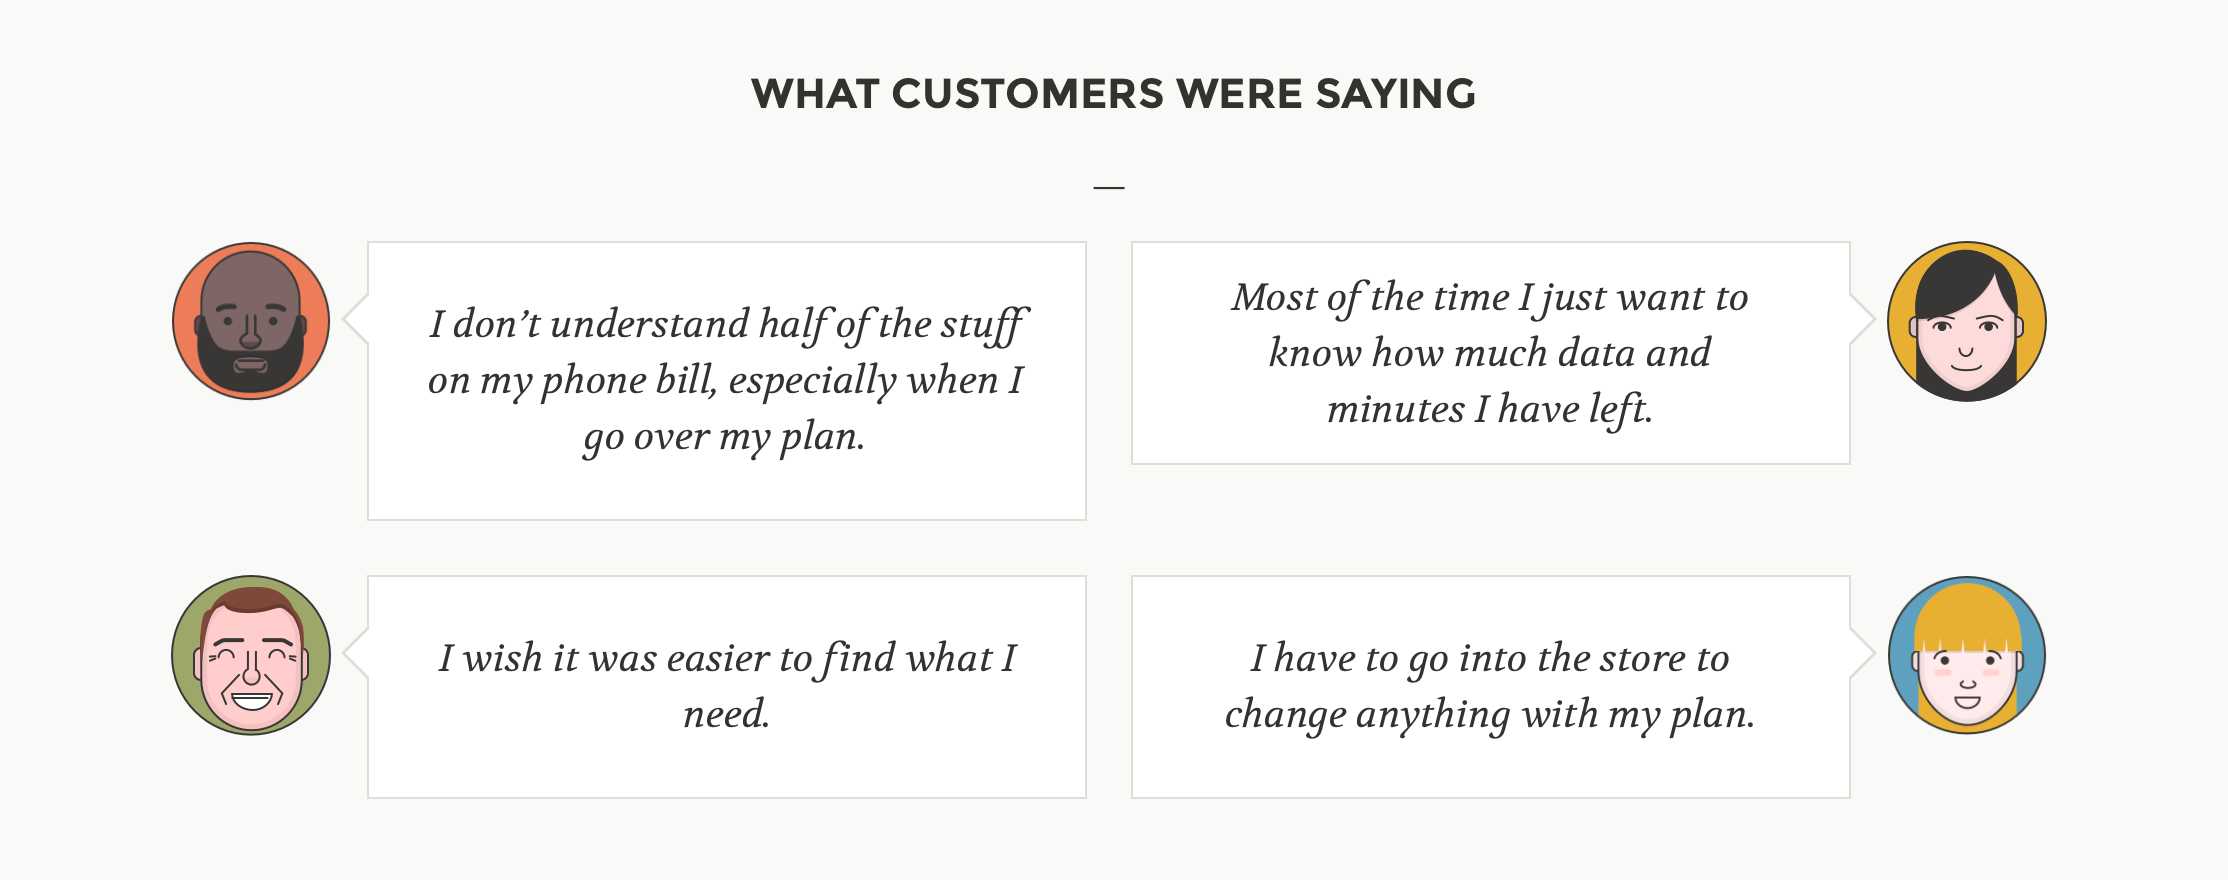 WHAT CUSTOMERS WERE SAYING
—
I don’t understand half of the stuff
on my phone bill, especially when I
go over my plan.
Most of the time I just want to
know how much data and
minutes I have left.
I wish it was easier to find what I
need.
I have to go into the store to
change anything with my plan.